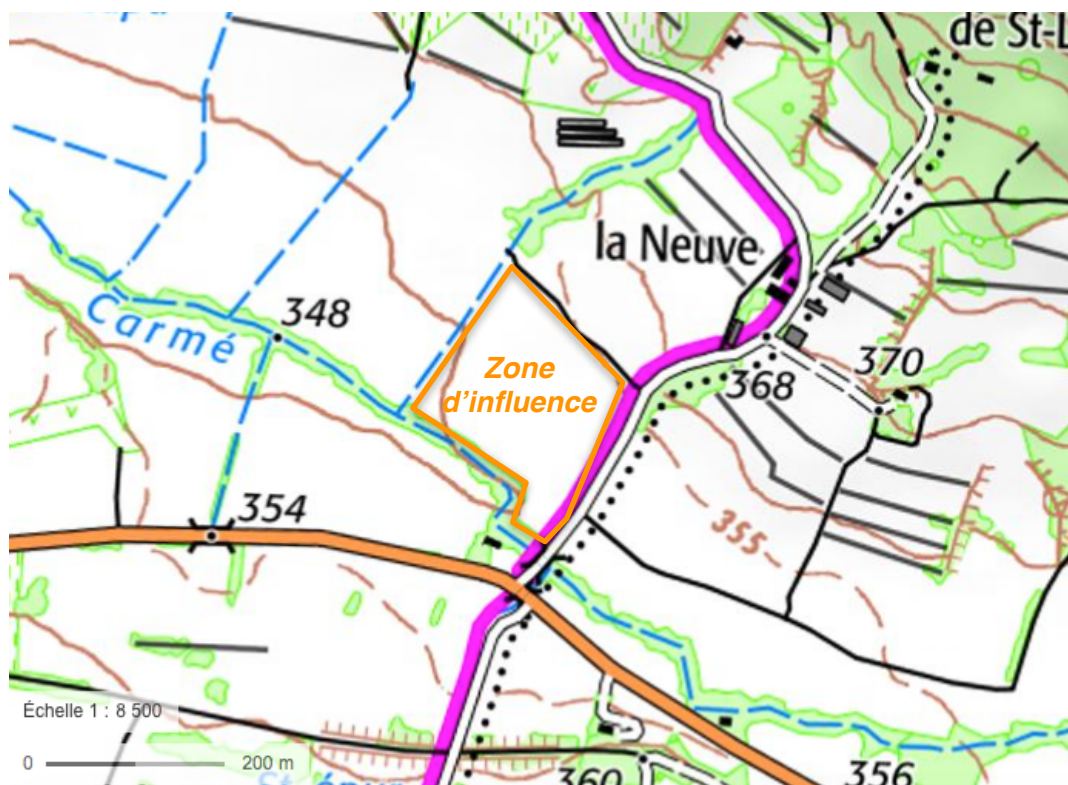 de St-L
la Neuve
348
Carmé
Zone
d'influence
370
368
354
355
Échelle 1 : 8 500
0 200 m
360
356